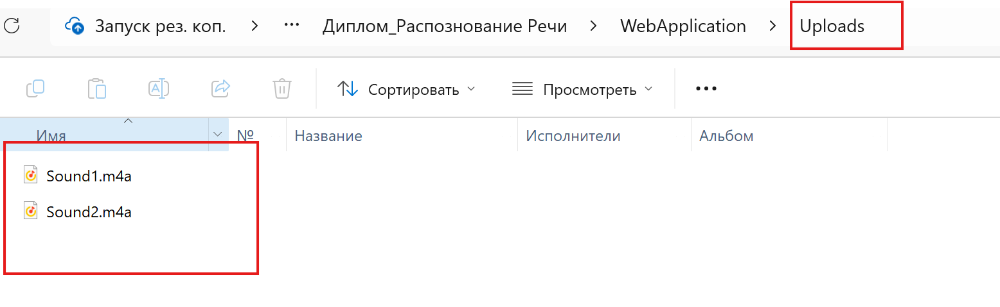 Запуск рез. коп. > ··· Диплом_Распознование Речи > WebApplication > Uploads
Сортировать Просмотреть ···
Имя № Название Исполнители Альбом
Sound1.m4a
Sound2.m4a